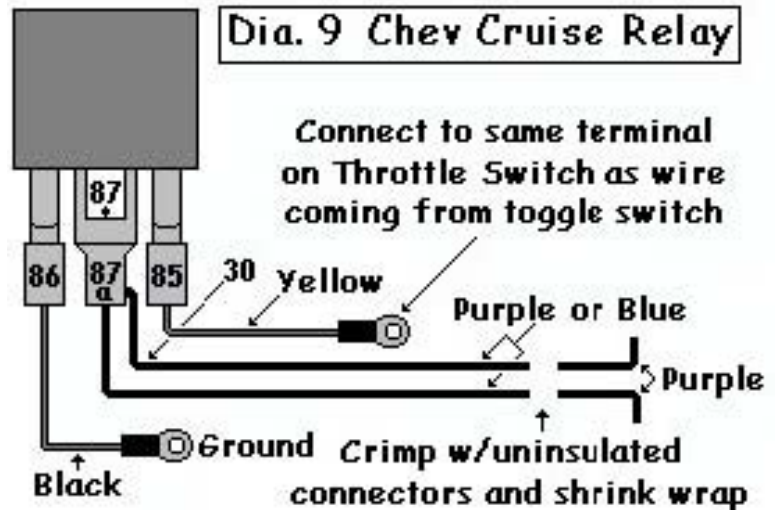 Dia. 9 Chev Cruise Relay
Connect to same terminal
on Throttle Switch as wire
coming from toggle switch
87
86
87
a
85
30
Yellow
Purple or Blue
Purple
Ground
Black
Crimp w/uninsulated
connectors and shrink wrap